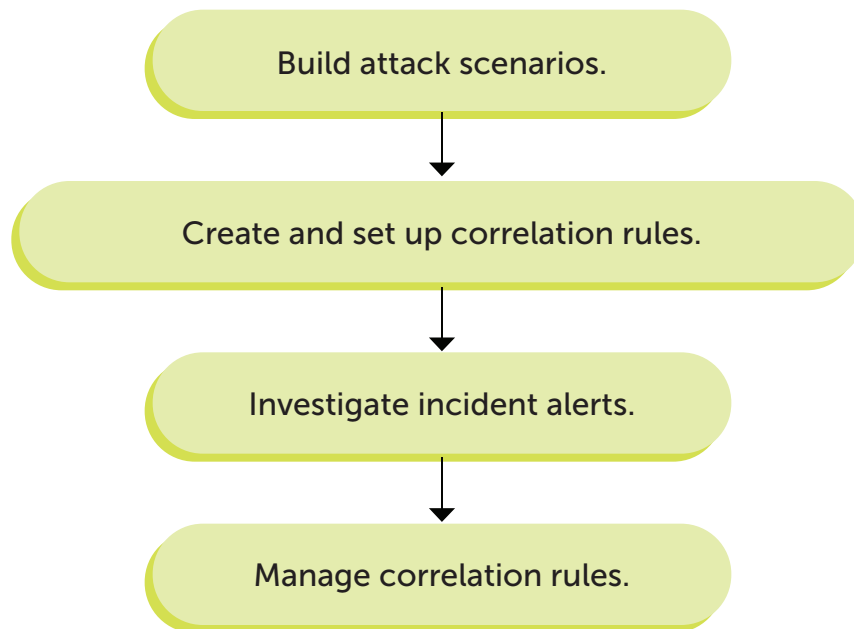 Build attack scenarios.
Create and set up correlation rules.
Investigate incident alerts.
Manage correlation rules.